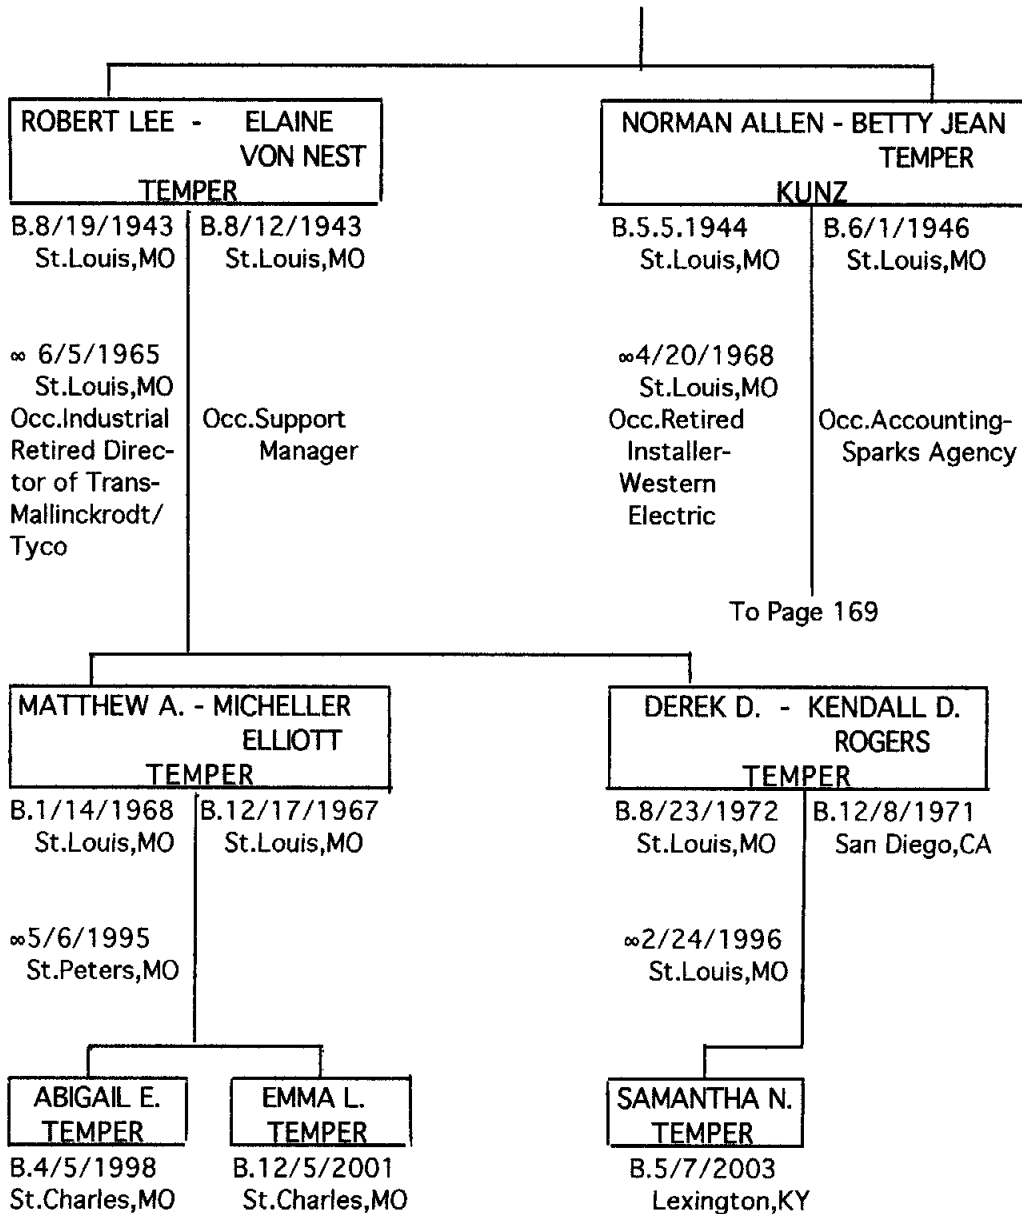 ROBERT LEE - ELAINE
VON NEST
TEMPER
B.8/19/1943
St.Louis,MO
B.8/12/1943
St.Louis,MO
∞ 6/5/1965
St.Louis,MO
Occ.Industrial
Retired Direc-
tor of Trans-
Mallinckrodt/
Tyco
Occ.Support
Manager
NORMAN ALLEN - BETTY JEAN
TEMPER
KUNZ
B.5.5.1944
St.Louis,MO
B.6/1/1946
St.Louis,MO
∞4/20/1968
St.Louis,MO
Occ.Retired
Installer-
Western
Electric
Occ.Accounting-
Sparks Agency
To Page 169
MATTHEW A. - MICHELLER
ELLIOTT
TEMPER
B.1/14/1968
St.Louis,MO
B.12/17/1967
St.Louis,MO
∞5/6/1995
St.Peters,MO
DEREK D. - KENDALL D.
ROGERS
TEMPER
B.8/23/1972
St.Louis,MO
B.12/8/1971
San Diego,CA
∞2/24/1996
St.Louis,MO
ABIGAIL E.
TEMPER
B.4/5/1998
St.Charles,MO
EMMA L.
TEMPER
B.12/5/2001
St.Charles,MO
SAMANTHA N.
TEMPER
B.5/7/2003
Lexington,KY